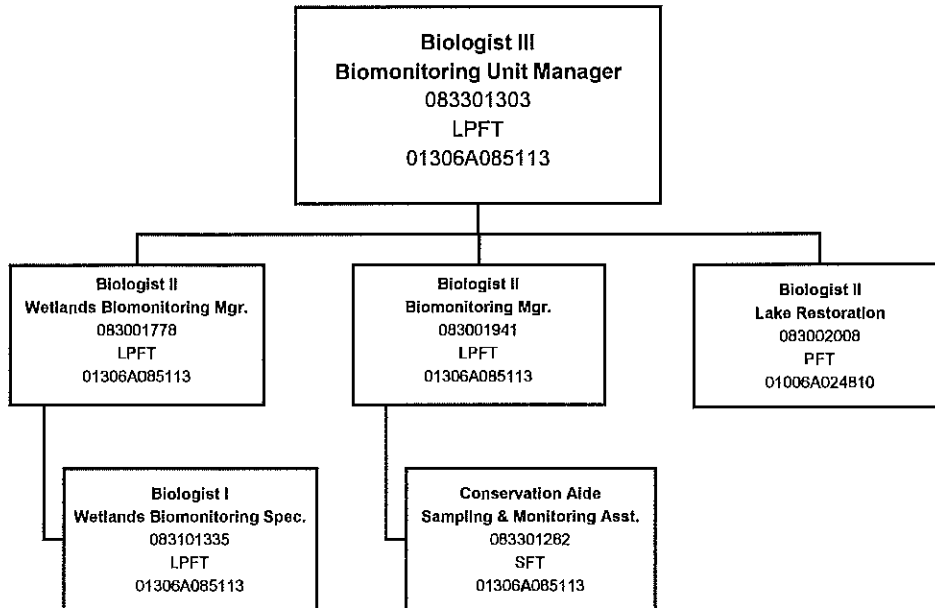 Biologist III
Biomonitoring Unit Manager
083301303
LPFT
01306A085113
Biologist II
Wetlands Biomonitoring Mgr.
083001778
LPFT
01306A085113
Biologist II
Biomonitoring Mgr.
083001941
LPFT
01306A085113
Biologist II
Lake Restoration
083002008
PFT
01006A024810
Biologist I
Wetlands Biomonitoring Spec.
083101335
LPFT
01306A085113
Conservation Aide
Sampling & Monitoring Asst.
083301282
SFT
01306A085113